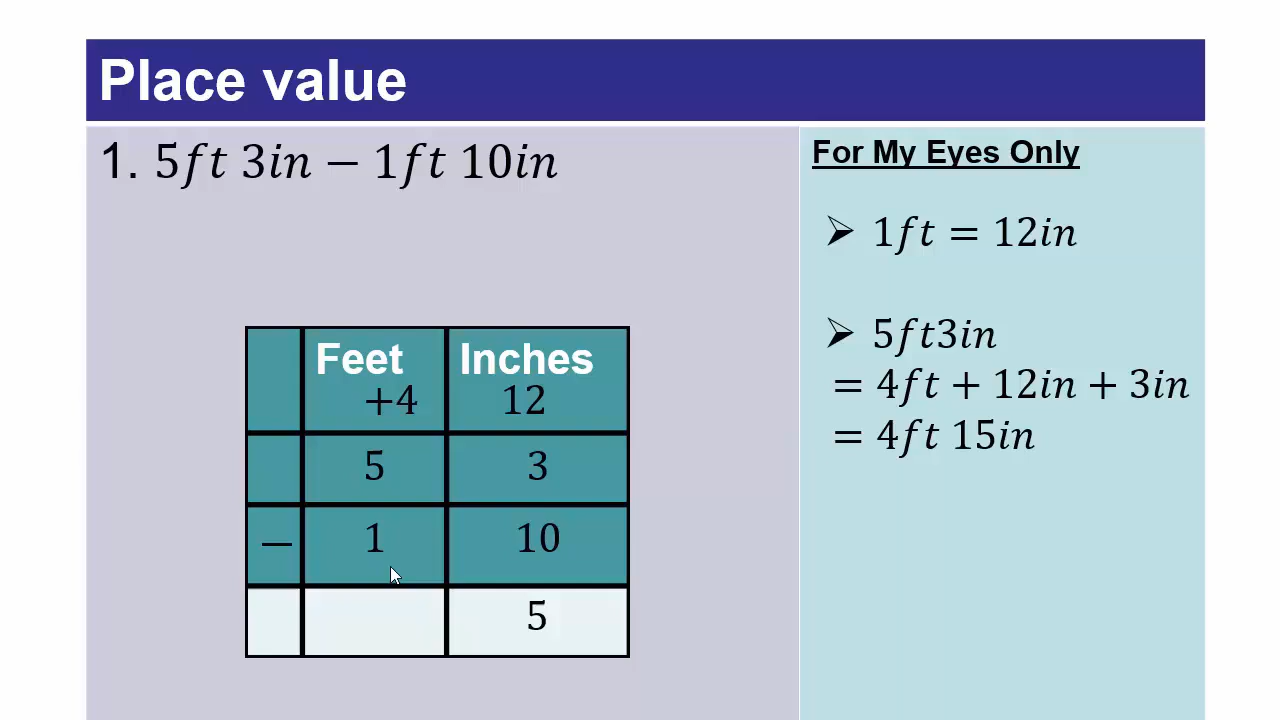 Place value
1. 5ft 3in − 1ft 10in
For My Eyes Only
➢ 1ft = 12in
➢ 5ft3in
= 4ft + 12in + 3in
= 4ft 15in
Feet Inches
+4 12
5 3
− 1 10
5